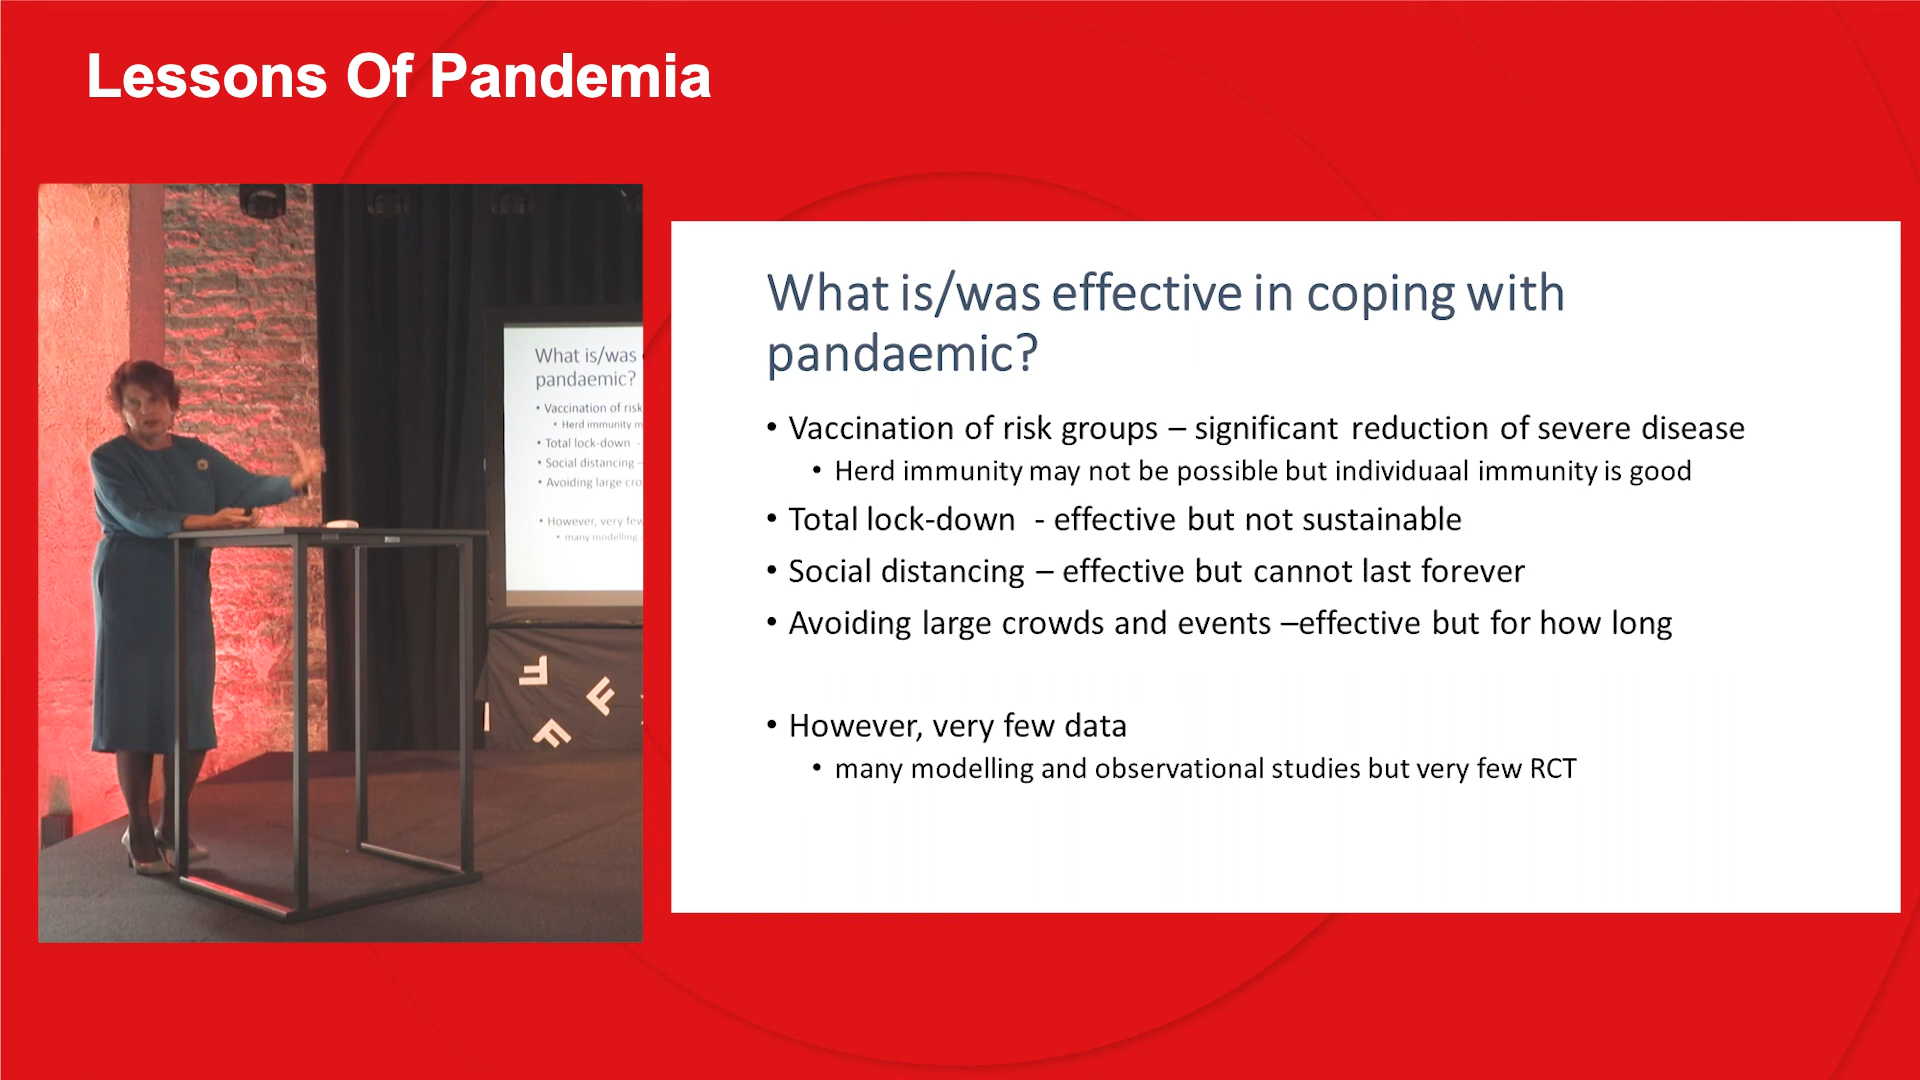 Lessons Of Pandemia
What is/was
pandaemic?
• Vaccination of risk
• Herd immunity m
• Total lock-down -
• Social distancing –
• Avoiding large cro
• However, very few
• many modelling
What is/was effective in coping with
pandaemic?
• Vaccination of risk groups – significant reduction of severe disease
• Herd immunity may not be possible but individuaal immunity is good
• Total lock-down - effective but not sustainable
• Social distancing – effective but cannot last forever
• Avoiding large crowds and events –effective but for how long
• However, very few data
• many modelling and observational studies but very few RCT
F
F
F